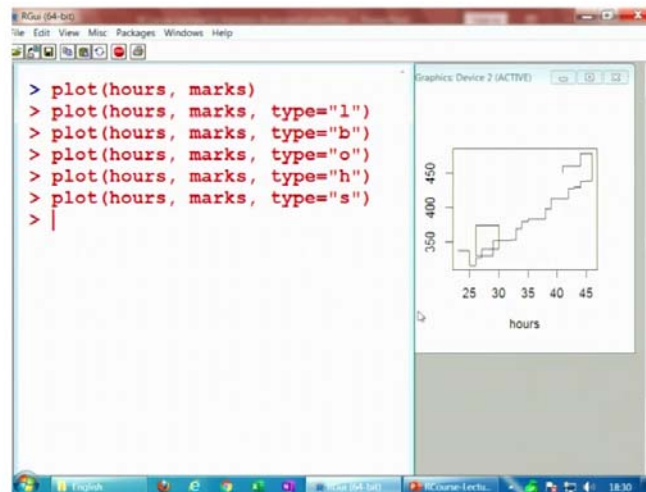 RGui (64-bit)
File Edit View Misc Packages Windows Help
> plot(hours, marks)
> plot(hours, marks, type="l")
> plot(hours, marks, type="b")
> plot(hours, marks, type="o")
> plot(hours, marks, type="h")
> plot(hours, marks, type="s")
>
Graphics: Device 2 (ACTIVE)
450
400
350
25 30 35 40 45
hours
English
RGui (64-bit)
RCourse-Lectu...
18:30